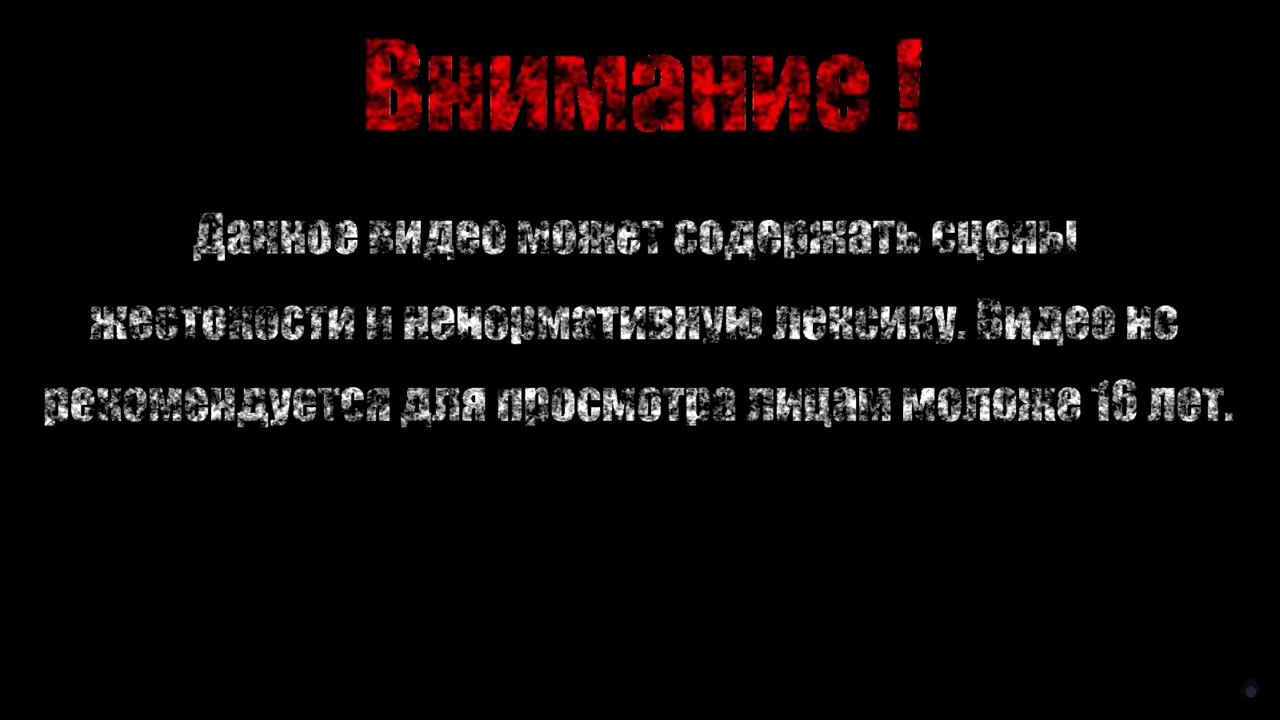 Внимание !
Данное видео может содержать сцены
жестокости и ненормативную лексику. Видео не
рекомендуется для просмотра лицам моложе 16 лет.